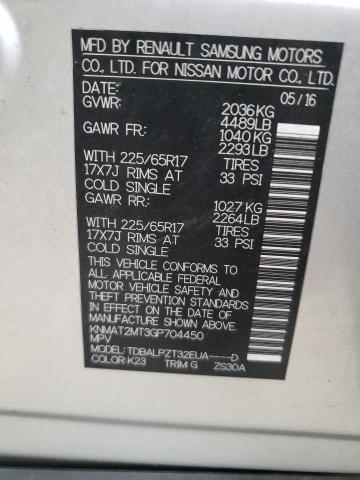 MFD BY RENAULT SAMSUNG MOTORS
CO., LTD. FOR NISSAN MOTOR CO., LTD.
DATE: 05/16
GVWR: 2036KG
4489LB
GAWR FR: 1040 KG
2293LB
WITH 225/65R17 TIRES
17X7J RIMS AT 33 PSI
COLD SINGLE
GAWR RR: 1027 KG
2264LB
WITH 225/65R17 TIRES
17X7J RIMS AT 33 PSI
COLD SINGLE
THIS VEHICLE CONFORMS TO ALL
APPLICABLE FEDERAL
MOTOR VEHICLE SAFETY AND
THEFT PREVENTION STANDARDS
IN EFFECT ON THE DATE OF
MANUFACTURE SHOWN ABOVE.
KNMAT2MT3GP704450
MPV
MODEL: TDBALPZT32EUA----D
COLOR: K23 TRIM: G ZS30A